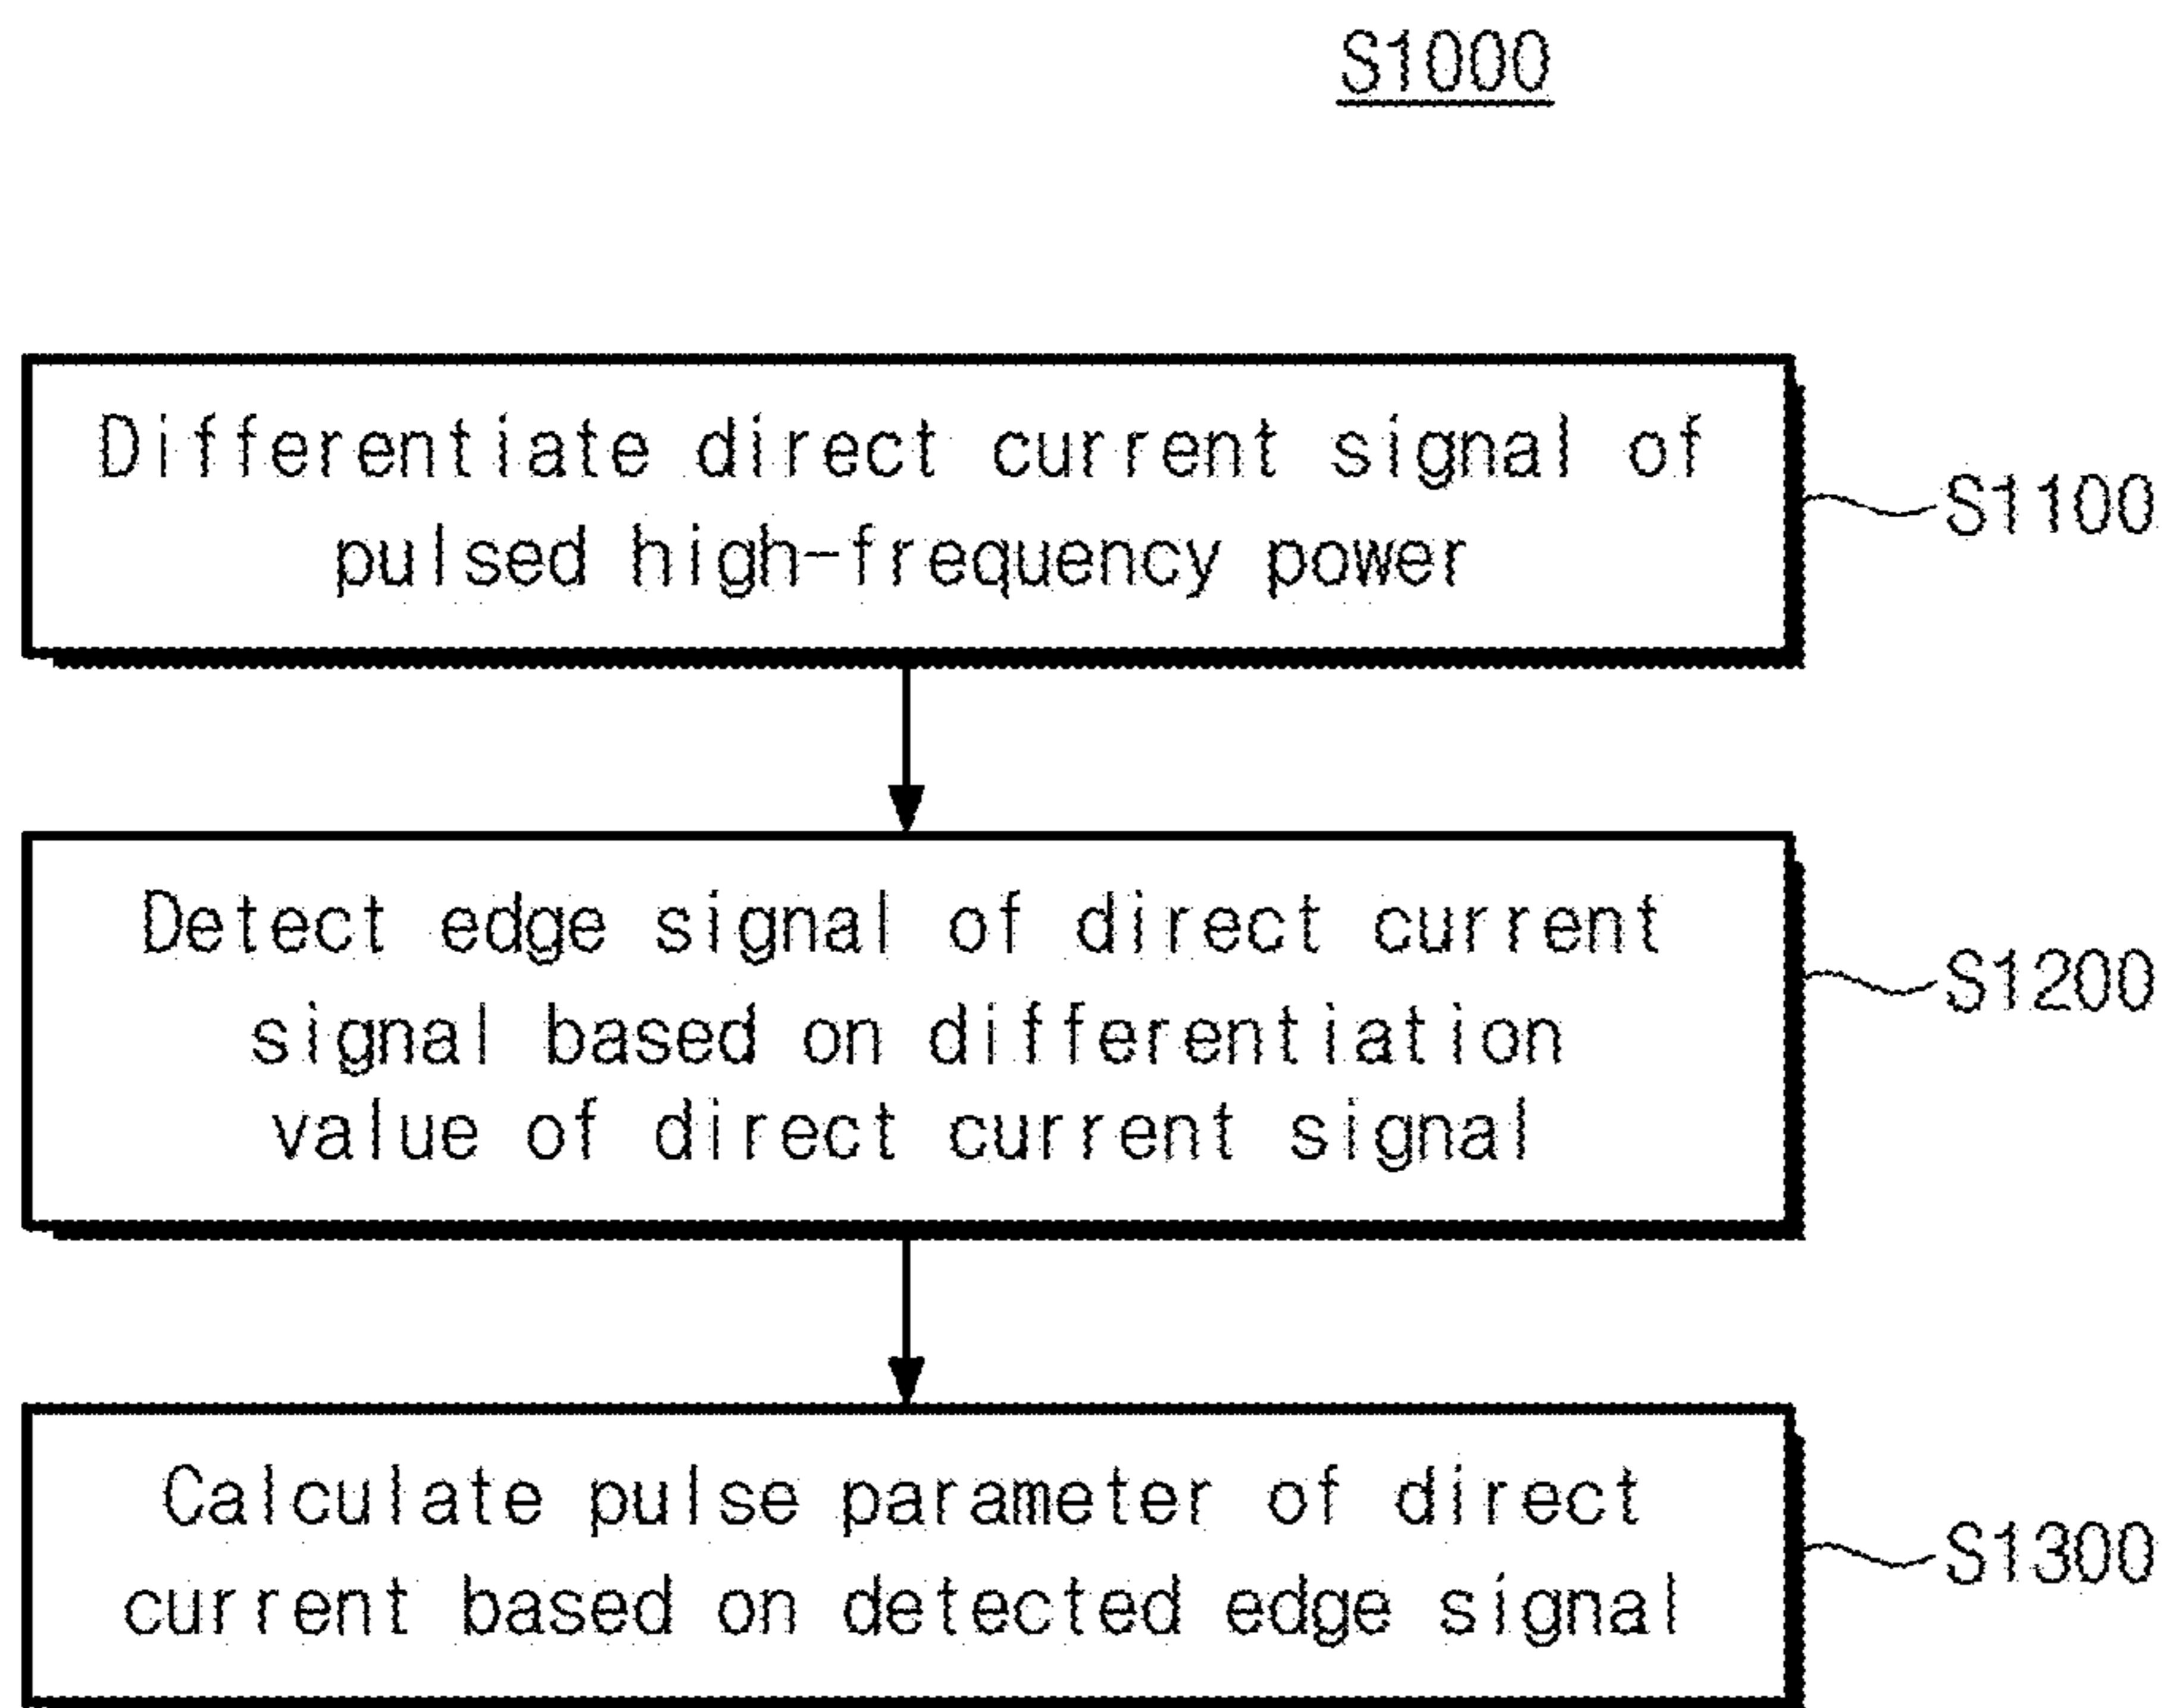 S1000
Differentiate direct current signal of
pulsed high-frequency power
S1100
Detect edge signal of direct current
signal based on differentiation
value of direct current signal
S1200
Calculate pulse parameter of direct
current based on detected edge signal
S1300